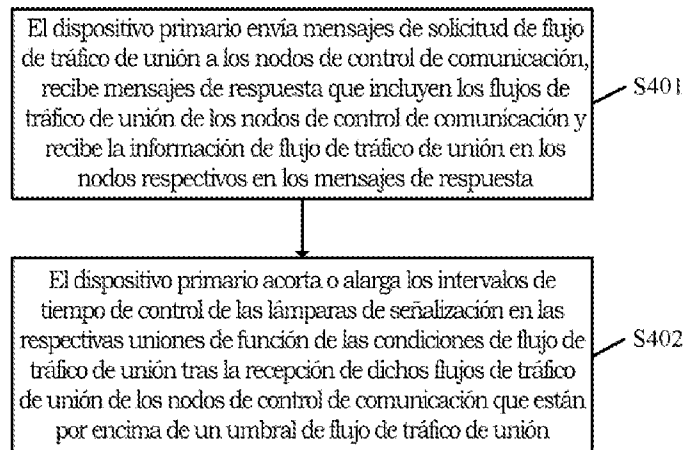 El dispositivo primario envía mensajes de solicitud de flujo
de tráfico de unión a los nodos de control de comunicación,
recibe mensajes de respuesta que incluyen los flujos de
tráfico de unión de los nodos de control de comunicación y
recibe la información de flujo de tráfico de unión en los
nodos respectivos en los mensajes de respuesta
S401
El dispositivo primario acorta o alarga los intervalos de
tiempo de control de las lámparas de señalización en las
respectivas uniones de función de las condiciones de flujo de
tráfico de unión tras la recepción de dichos flujos de tráfico
de unión de los nodos de control de comunicación que están
por encima de un umbral de flujo de tráfico de unión
S402